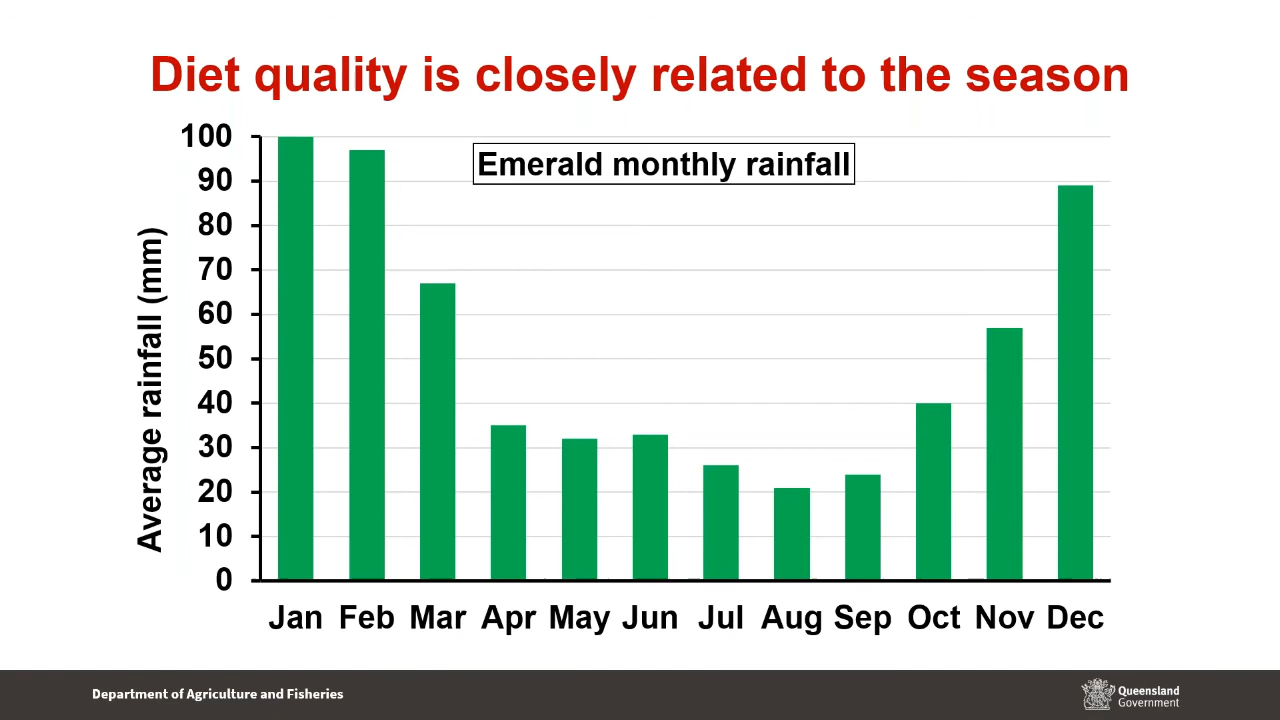 Diet quality is closely related to the season
Emerald monthly rainfall
Average rainfall (mm)
100
90
80
70
60
50
40
30
20
10
0
Jan Feb Mar Apr May Jun Jul Aug Sep Oct Nov Dec
Department of Agriculture and Fisheries
Queensland
Government